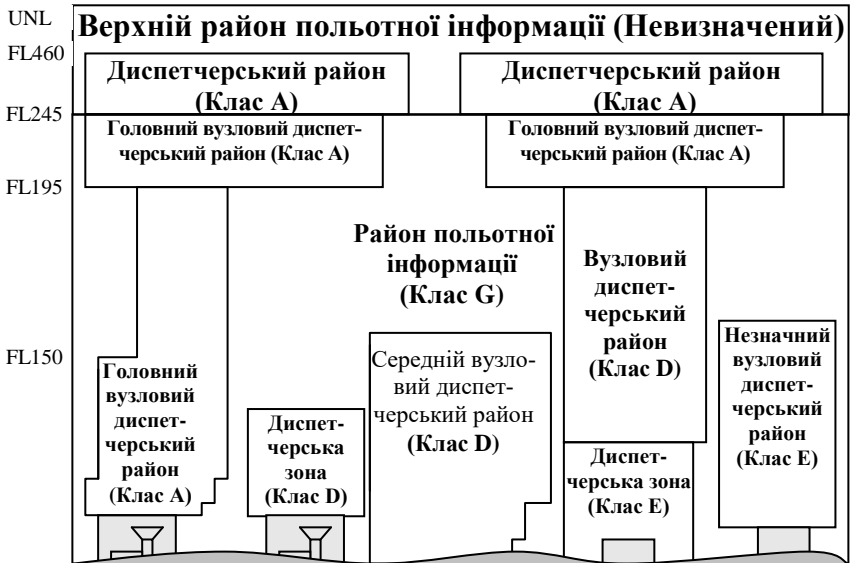 UNL
Верхній район польотної інформації (Невизначений)
FL460
Диспетчерський район
(Клас А)
Диспетчерський район
(Клас А)
FL245
Головний вузловий диспет-
черський район (Клас А)
Головний вузловий диспет-
черський район (Клас А)
FL195
Район польотної
інформації
(Клас G)
Вузловий
диспет-
черський
район
(Клас D)
FL150
Головний
вузловий
диспет-
черський
район
(Клас А)
Диспет-
черська
зона
(Клас D)
Середній вузло-
вий диспет-
черський район
(Клас D)
Диспет-
черська зона
(Клас Е)
Незначний
вузловий
диспет-
черський
район
(Клас Е)